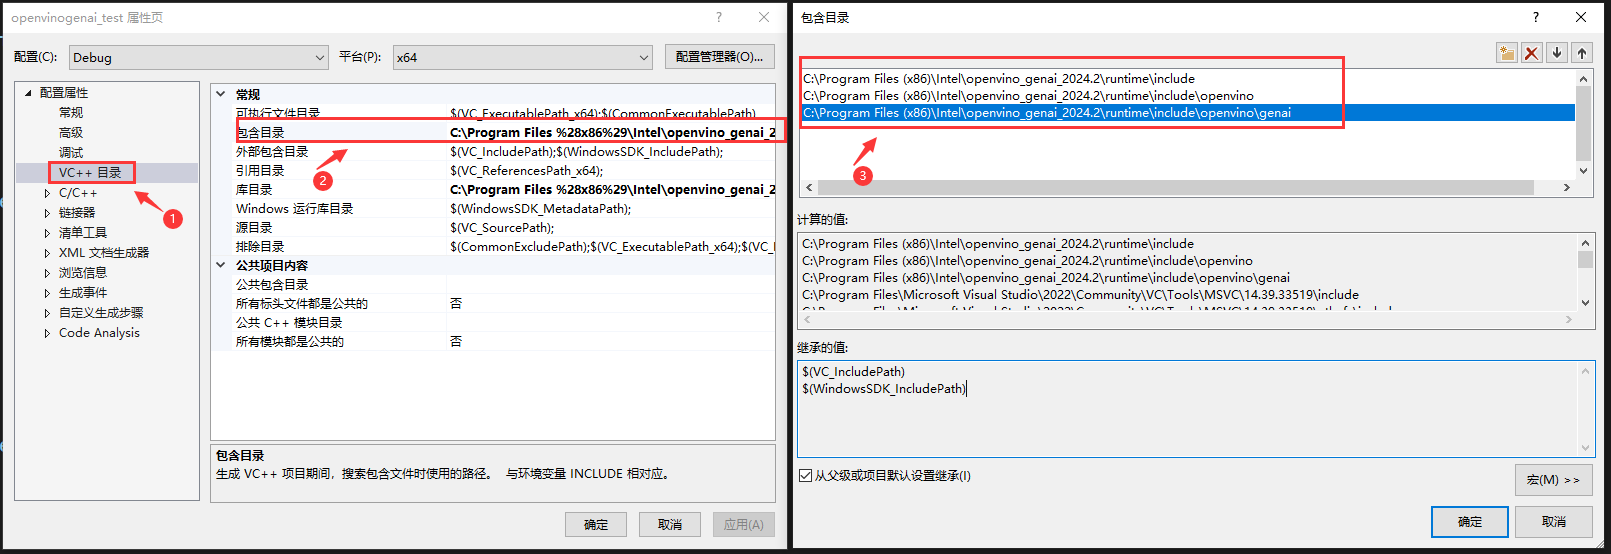 openvinogenai_test 属性页
?
配置(C):
Debug
平台(P):
x64
配置管理器(O)...
配置属性
常规
高级
调试
VC++ 目录
C/C++
链接器
清单工具
XML 文档生成器
浏览信息
生成事件
自定义生成步骤
Code Analysis
1
常规
可执行文件目录 $(VC_ExecutablePath_x64);$(CommonExecutablePath)
包含目录 C:\Program Files %28x86%29\Intel\openvino_genai_2
外部包含目录 $(VC_IncludePath);$(WindowsSDK_IncludePath);
2
引用目录 $(VC_ReferencesPath_x64);
库目录 C:\Program Files %28x86%29\Intel\openvino_genai_2
Windows 运行库目录 $(WindowsSDK_MetadataPath);
源目录 $(VC_SourcePath);
排除目录 $(CommonExcludePath);$(VC_ExecutablePath_x64);$(VC_I
公共项目内容
公共包含目录
所有标头文件都是公共的 否
公共 C++ 模块目录
所有模块都是公共的 否
包含目录
生成 VC++ 项目期间，搜索包含文件时使用的路径。 与环境变量 INCLUDE 相对应。
确定
取消
应用(A)
包含目录
?
C:\Program Files (x86)\Intel\openvino_genai_2024.2\runtime\include
C:\Program Files (x86)\Intel\openvino_genai_2024.2\runtime\include\openvino
C:\Program Files (x86)\Intel\openvino_genai_2024.2\runtime\include\openvino\genai
3
计算的值:
C:\Program Files (x86)\Intel\openvino_genai_2024.2\runtime\include
C:\Program Files (x86)\Intel\openvino_genai_2024.2\runtime\include\openvino
C:\Program Files (x86)\Intel\openvino_genai_2024.2\runtime\include\openvino\genai
C:\Program Files\Microsoft Visual Studio\2022\Community\VC\Tools\MSVC\14.39.33519\include
继承的值:
$(VC_IncludePath)
$(WindowsSDK_IncludePath)
从父级或项目默认设置继承(I)
宏(M) >>
确定
取消